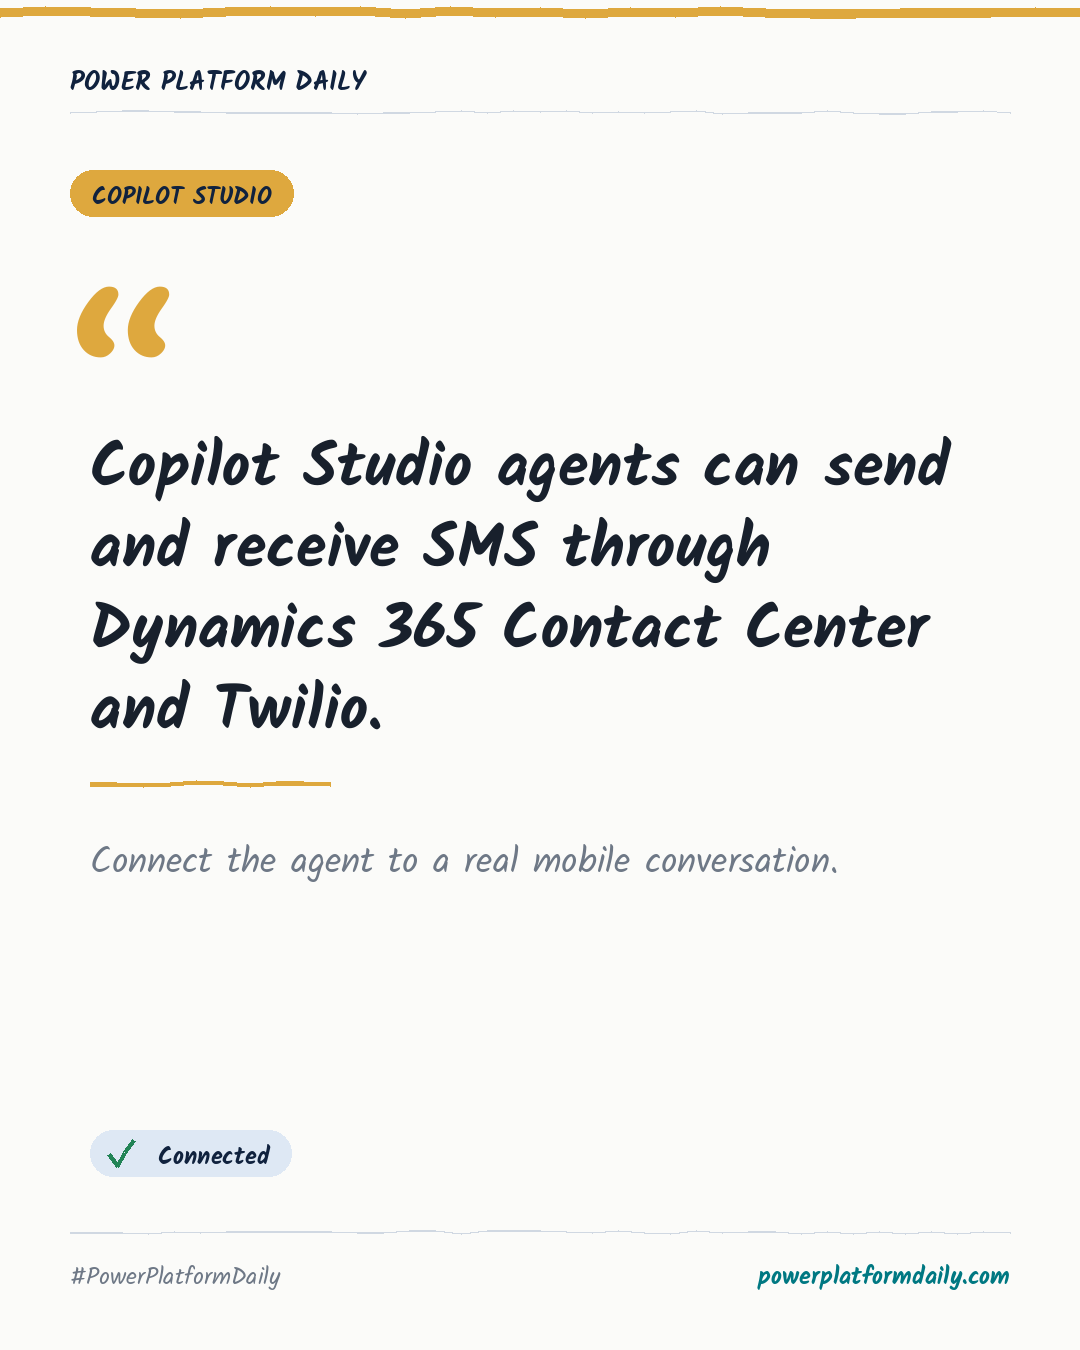 POWER PLATFORM DAILY
COPILOT STUDIO
“
Copilot Studio agents can send
and receive SMS through
Dynamics 365 Contact Center
and Twilio.
Connect the agent to a real mobile conversation.
Connected
#PowerPlatformDaily
powerplatformdaily.com